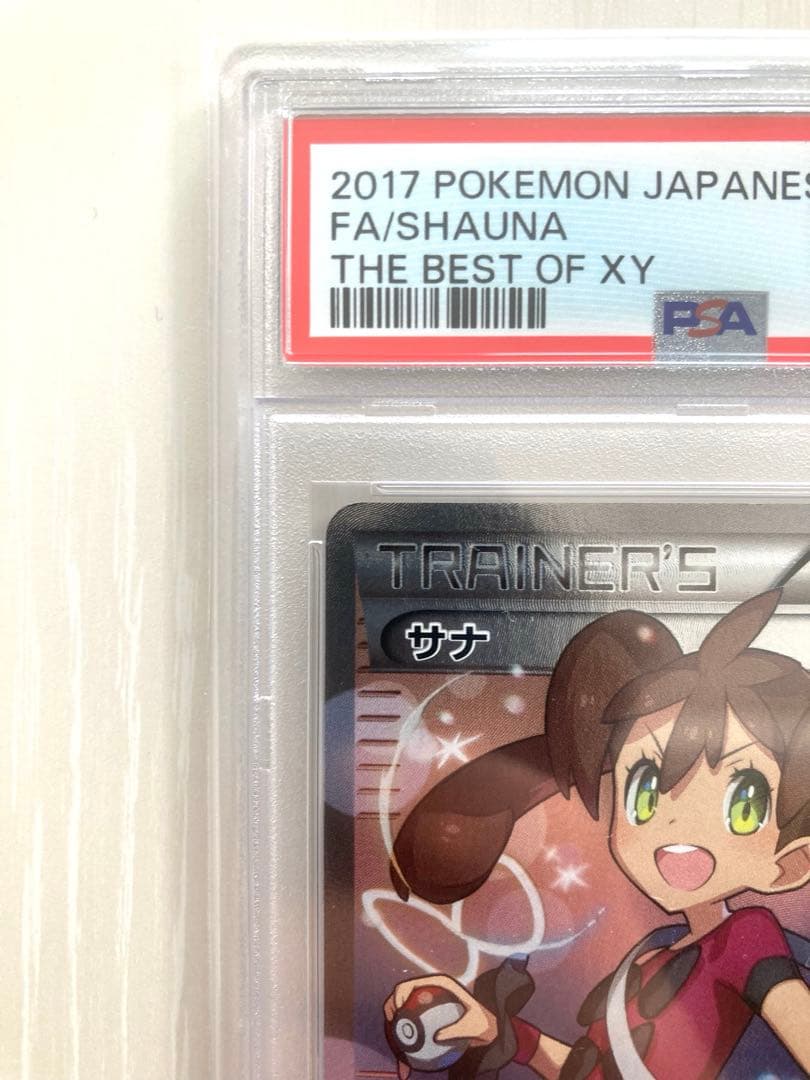 2017 POKEMON JAPANES
FA/SHAUNA
THE BEST OF XY
PSA
TRAINER'S
サナ